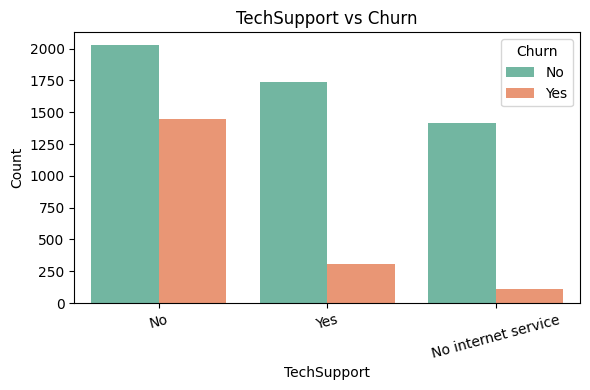 TechSupport vs Churn
Churn
No
Yes
2000
1750
1500
1250
1000
750
500
250
0
Count
No
Yes
No internet service
TechSupport